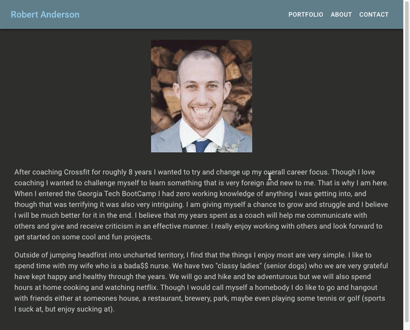 Robert Anderson
PORTFOLIO ABOUT CONTACT
After coaching Crossfit for roughly 8 years I wanted to try and change up my overall career focus. Though I love
coaching I wanted to challenge myself to learn something that is very foreign and new to me. That is why I am here.
When I entered the Georgia Tech BootCamp I had zero working knowledge of anything I was getting into, and
though that was terrifying it was also very intriguing. I am giving myself a chance to grow and struggle and I believe
I will be much better for it in the end. I believe that my years spent as a coach will help me communicate with
others and give and receive criticism in an effective manner. I really enjoy working with others and look forward to
get started on some cool and fun projects.
Outside of jumping headfirst into uncharted territory, I find that the things I enjoy most are very simple. I like to
spend time with my wife who is a bada$$ nurse. We have two "classy ladies" (senior dogs) who we are very grateful
have kept happy and healthy through the years. We will go and hike and be adventurous but we will also spend
hours at home cooking and watching netflix. Though I would call myself a homebody I do like to go and hangout
with friends either at someones house, a restaurant, brewery, park, maybe even playing some tennis or golf (sports
I suck at, but enjoy sucking at).